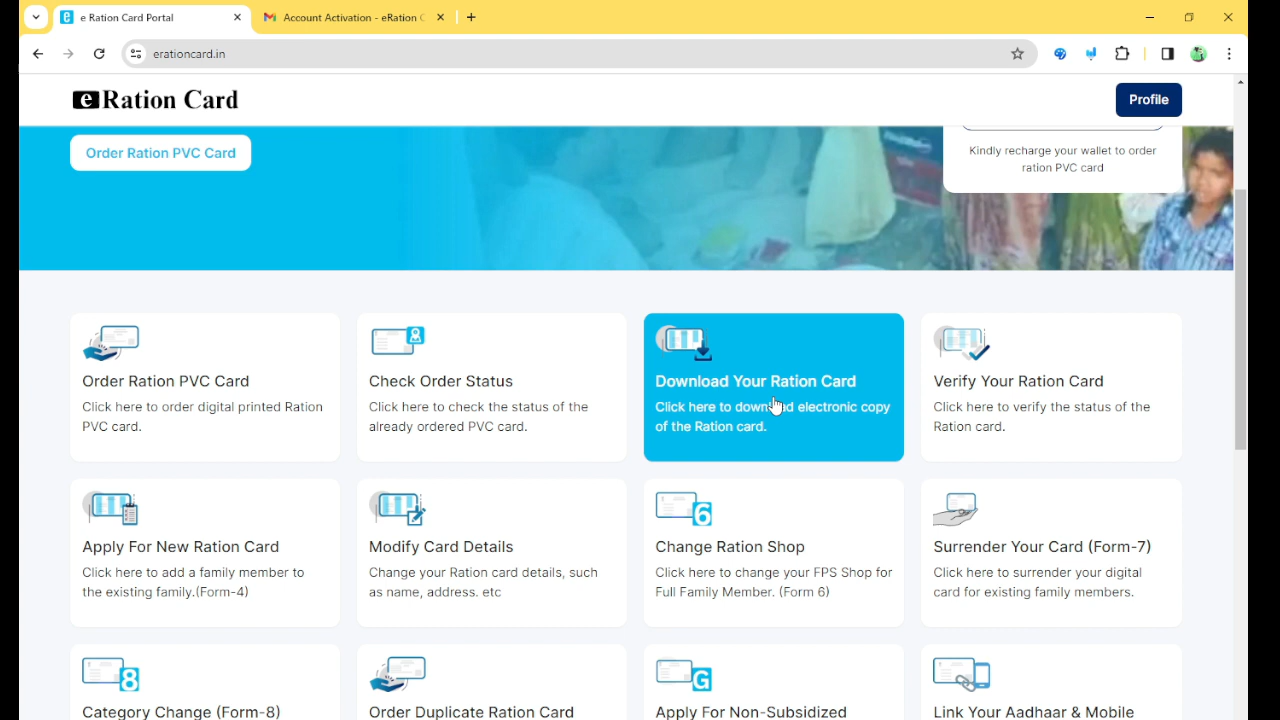 e Ration Card Portal
Account Activation - eRation C
erationcard.in
e Ration Card
Profile
Order Ration PVC Card
Kindly recharge your wallet to order
ration PVC card
Order Ration PVC Card
Click here to order digital printed Ration
PVC card.
Check Order Status
Click here to check the status of the
already ordered PVC card.
Download Your Ration Card
Click here to download electronic copy
of the Ration card.
Verify Your Ration Card
Click here to verify the status of the
Ration card.
Apply For New Ration Card
Click here to add a family member to
the existing family.(Form-4)
Modify Card Details
Change your Ration card details, such
as name, address. etc
6
Change Ration Shop
Click here to change your FPS Shop for
Full Family Member. (Form 6)
Surrender Your Card (Form-7)
Click here to surrender your digital
card for existing family members.
8
Category Change (Form-8)
Order Duplicate Ration Card
G
Apply For Non-Subsidized
Link Your Aadhaar & Mobile